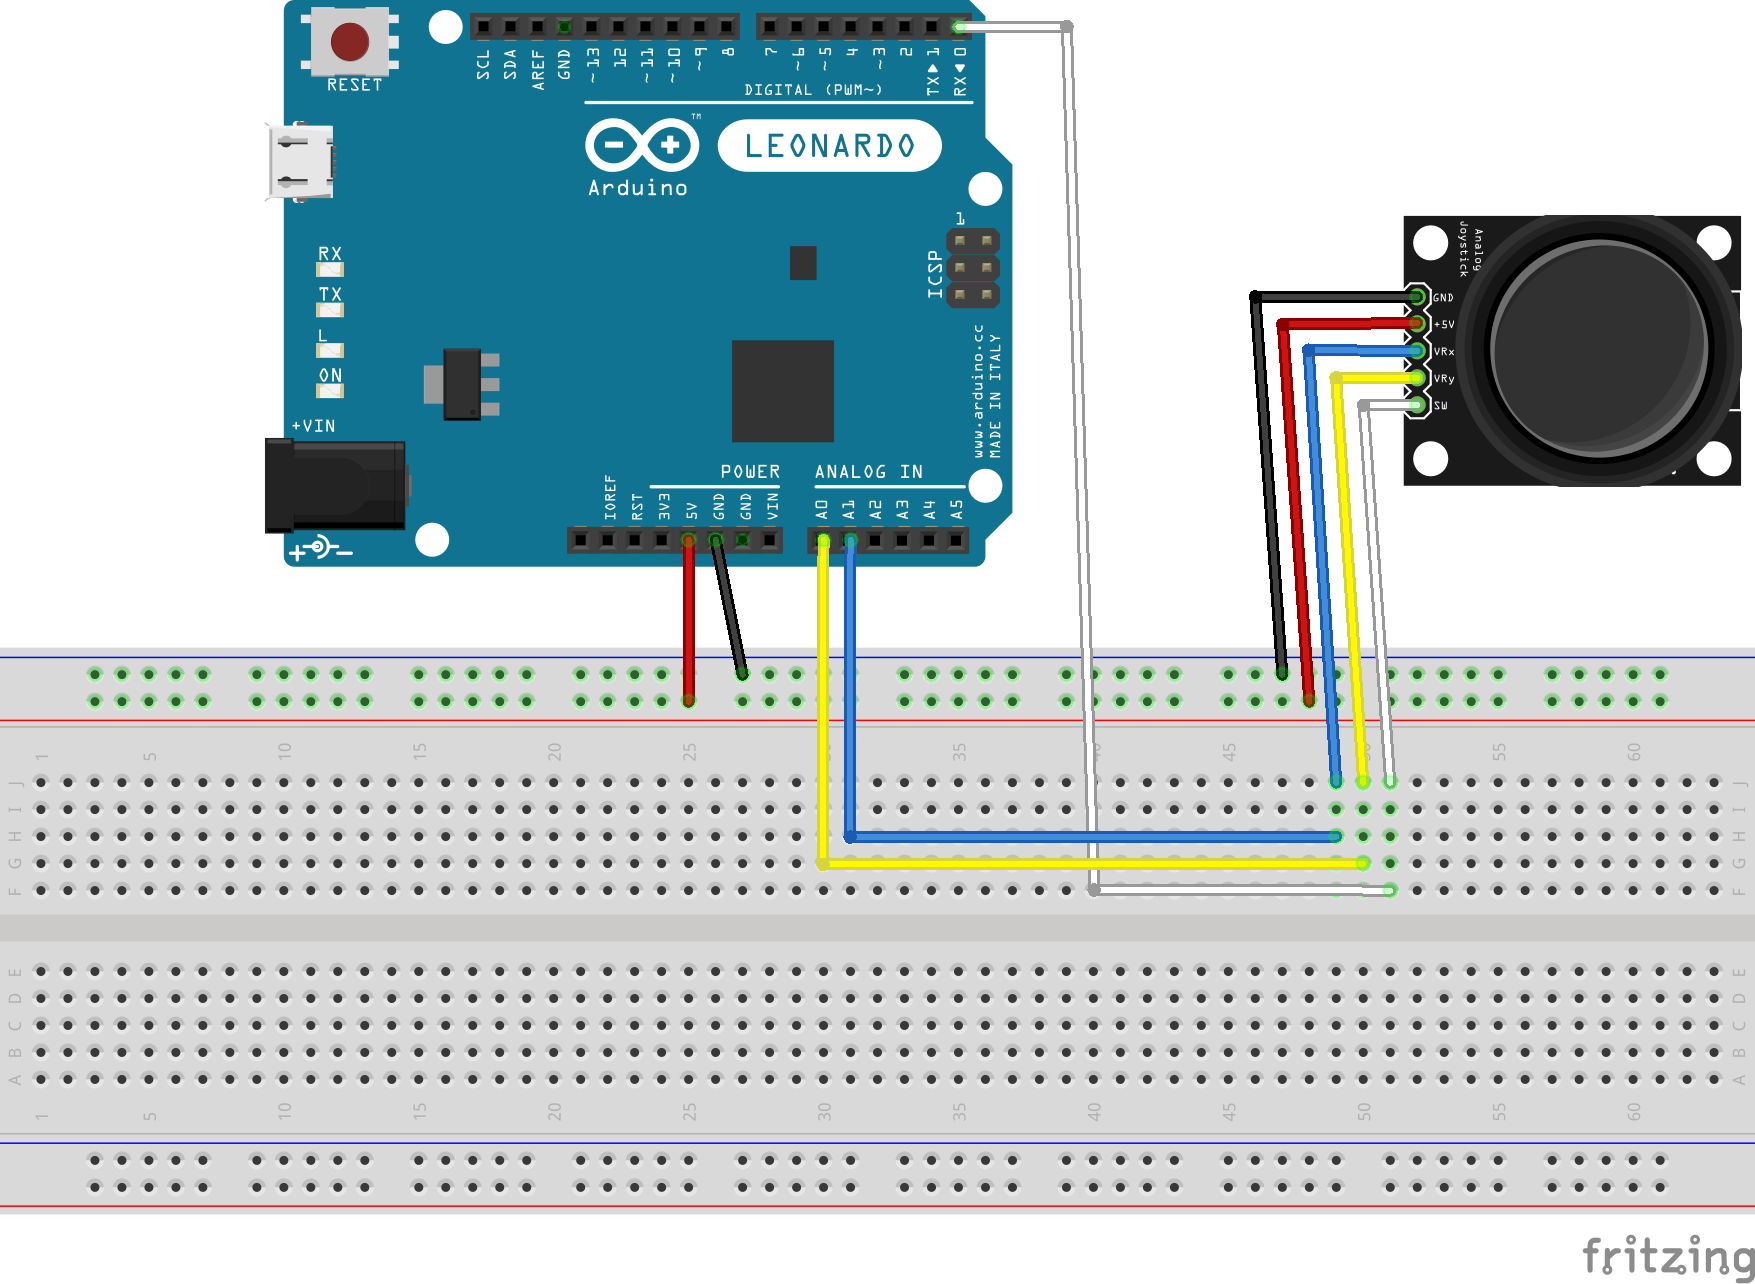 RESET
SCL SDA AREF GND ~13 12 ~11 ~10 ~9 8 7 ~6 ~5 4 ~3 2 TX▶1 RX◀0
DIGITAL (PWM~)
TM
LEONARDO
Arduino
1
ICSP
RX
TX
L
ON
+VIN
www.arduino.cc
MADE IN ITALY
POWER
ANALOG IN
IOREF RST 3V3 5V GND GND VIN A0 A1 A2 A3 A4 A5
+ -
Analog
Joystick
GND
+5V
VRx
VRy
SW
1 5 10 15 20 25 35 45 55 60
J J
I I
H H
G G
F F
E E
D D
C C
B B
A A
1 5 10 15 20 25 30 35 40 45 50 55 60
fritzing